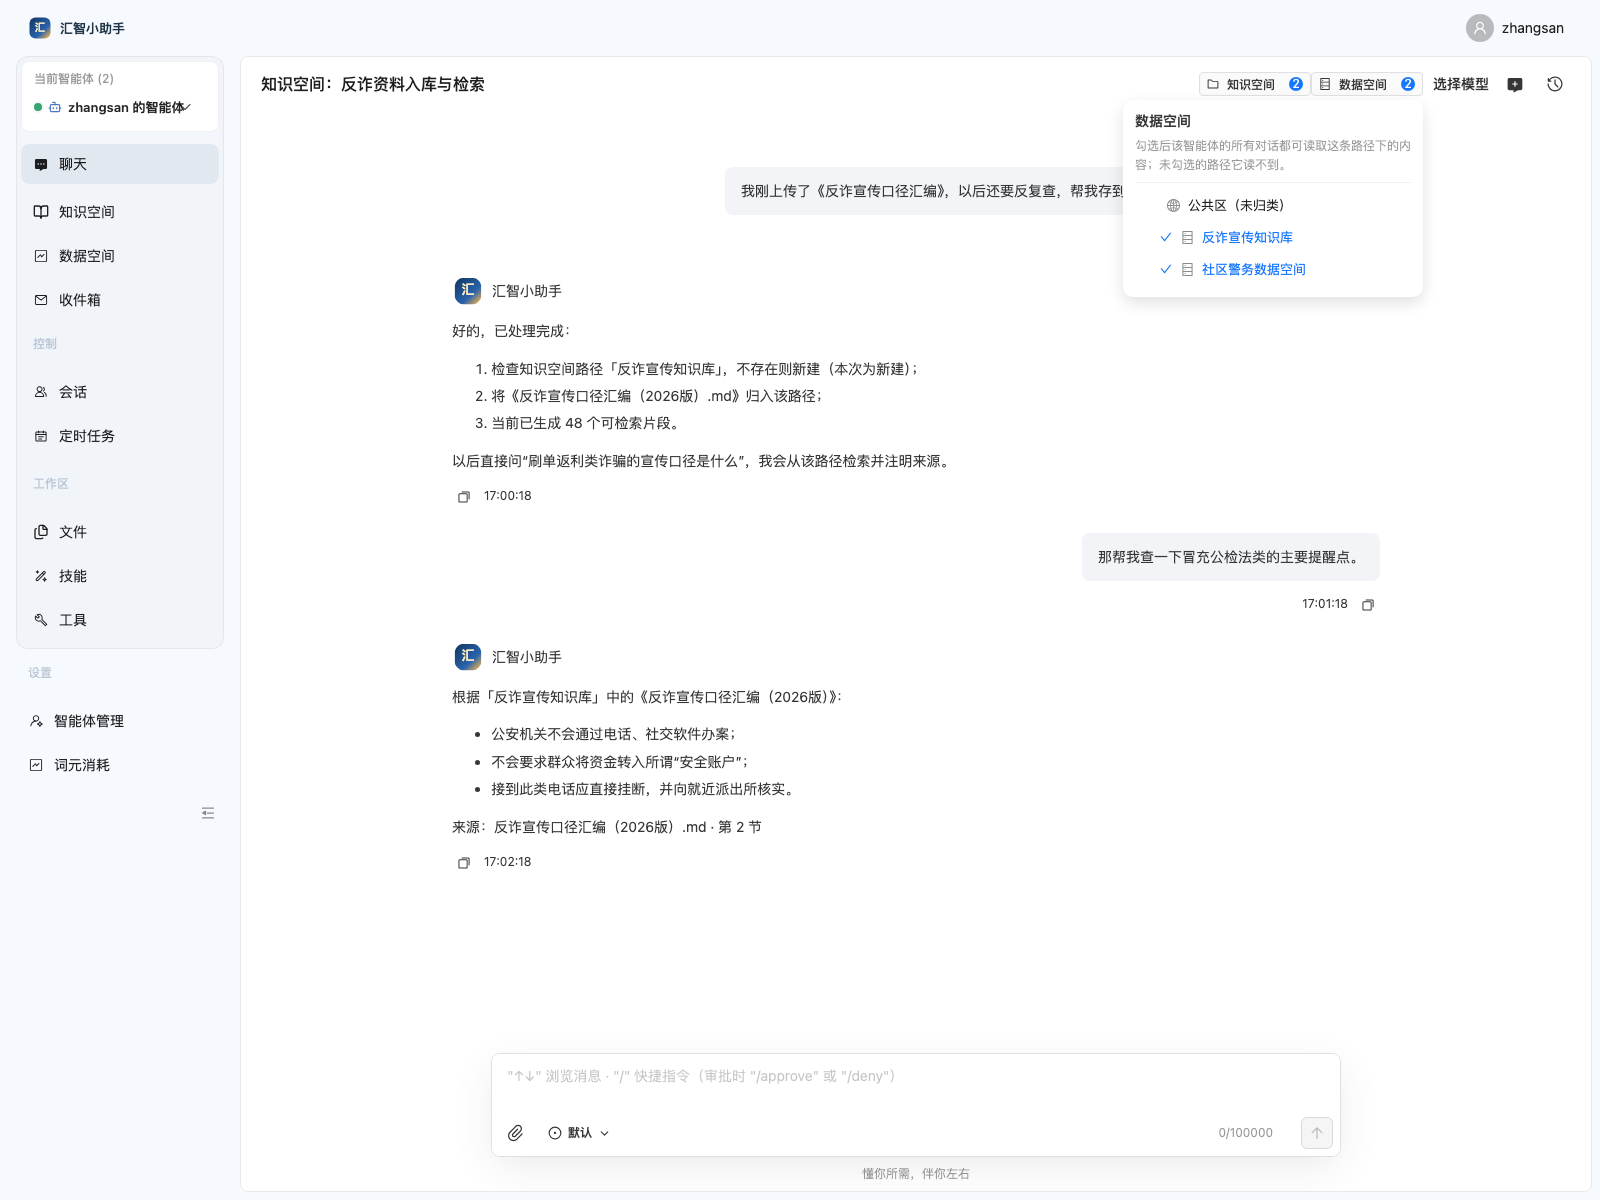 汇 汇智小助手
zhangsan
当前智能体 (2)
zhangsan 的智能体
聊天
知识空间
数据空间
收件箱
控制
会话
定时任务
工作区
文件
技能
工具
设置
智能体管理
词元消耗
知识空间：反诈资料入库与检索
知识空间 2 数据空间 2 选择模型
数据空间
勾选后该智能体的所有对话都可读取这条路径下的内
容；未勾选的路径它读不到。
公共区（未归类）
反诈宣传知识库
社区警务数据空间
我刚上传了《反诈宣传口径汇编》，以后还要反复查，帮我存到
汇 汇智小助手
好的，已处理完成：
1. 检查知识空间路径「反诈宣传知识库」，不存在则新建（本次为新建）；
2. 将《反诈宣传口径汇编（2026版）.md》归入该路径；
3. 当前已生成 48 个可检索片段。
以后直接问“刷单返利类诈骗的宣传口径是什么”，我会从该路径检索并注明来源。
17:00:18
那帮我查一下冒充公检法类的主要提醒点。
17:01:18
汇 汇智小助手
根据「反诈宣传知识库」中的《反诈宣传口径汇编（2026版）》：
• 公安机关不会通过电话、社交软件办案；
• 不会要求群众将资金转入所谓“安全账户”；
• 接到此类电话应直接挂断，并向就近派出所核实。
来源：反诈宣传口径汇编（2026版）.md · 第 2 节
17:02:18
"↑↓" 浏览消息 · "/" 快捷指令（审批时 "/approve" 或 "/deny"）
默认
0/100000
懂你所需，伴你左右